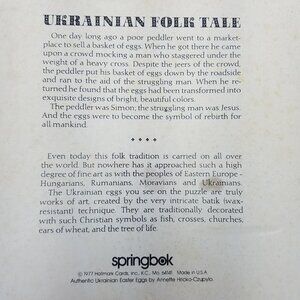 UKRAINIAN FOLK TALE
One day long ago a poor peddler went to a market-
place to sell a basket of eggs. When he got there he came
upon a crowd mocking a man who staggered under the
weight of a heavy cross. Despite the jeers of the crowd,
the peddler put his basket of eggs down by the roadside
and ran to the aid of the struggling man. When he re-
turned he found that the eggs had been transformed into
exquisite designs of bright, beautiful colors.
The peddler was Simon; the struggling man was Jesus.
And the eggs were to become the symbol of rebirth for
all mankind.
Even today this folk tradition is carried on all over
the world. But nowhere has it approached such a high
degree of fine art as with the peoples of Eastern Europe -
Hungarians, Rumanians, Moravians and Ukrainians.
The Ukrainian eggs you see on the puzzle are truly
works of art, created by the very intricate batik (wax-
resistant) technique. They are traditionally decorated
with such Christian symbols as fish, crosses, churches,
ears of wheat, and the tree of life.
springbok
© 1977 Hallmark Cards, Inc., K.C., Mo. 64141 Made in U.S.A.
Authentic Ukrainian Easter Eggs by Annette Hricko-Czupylo.